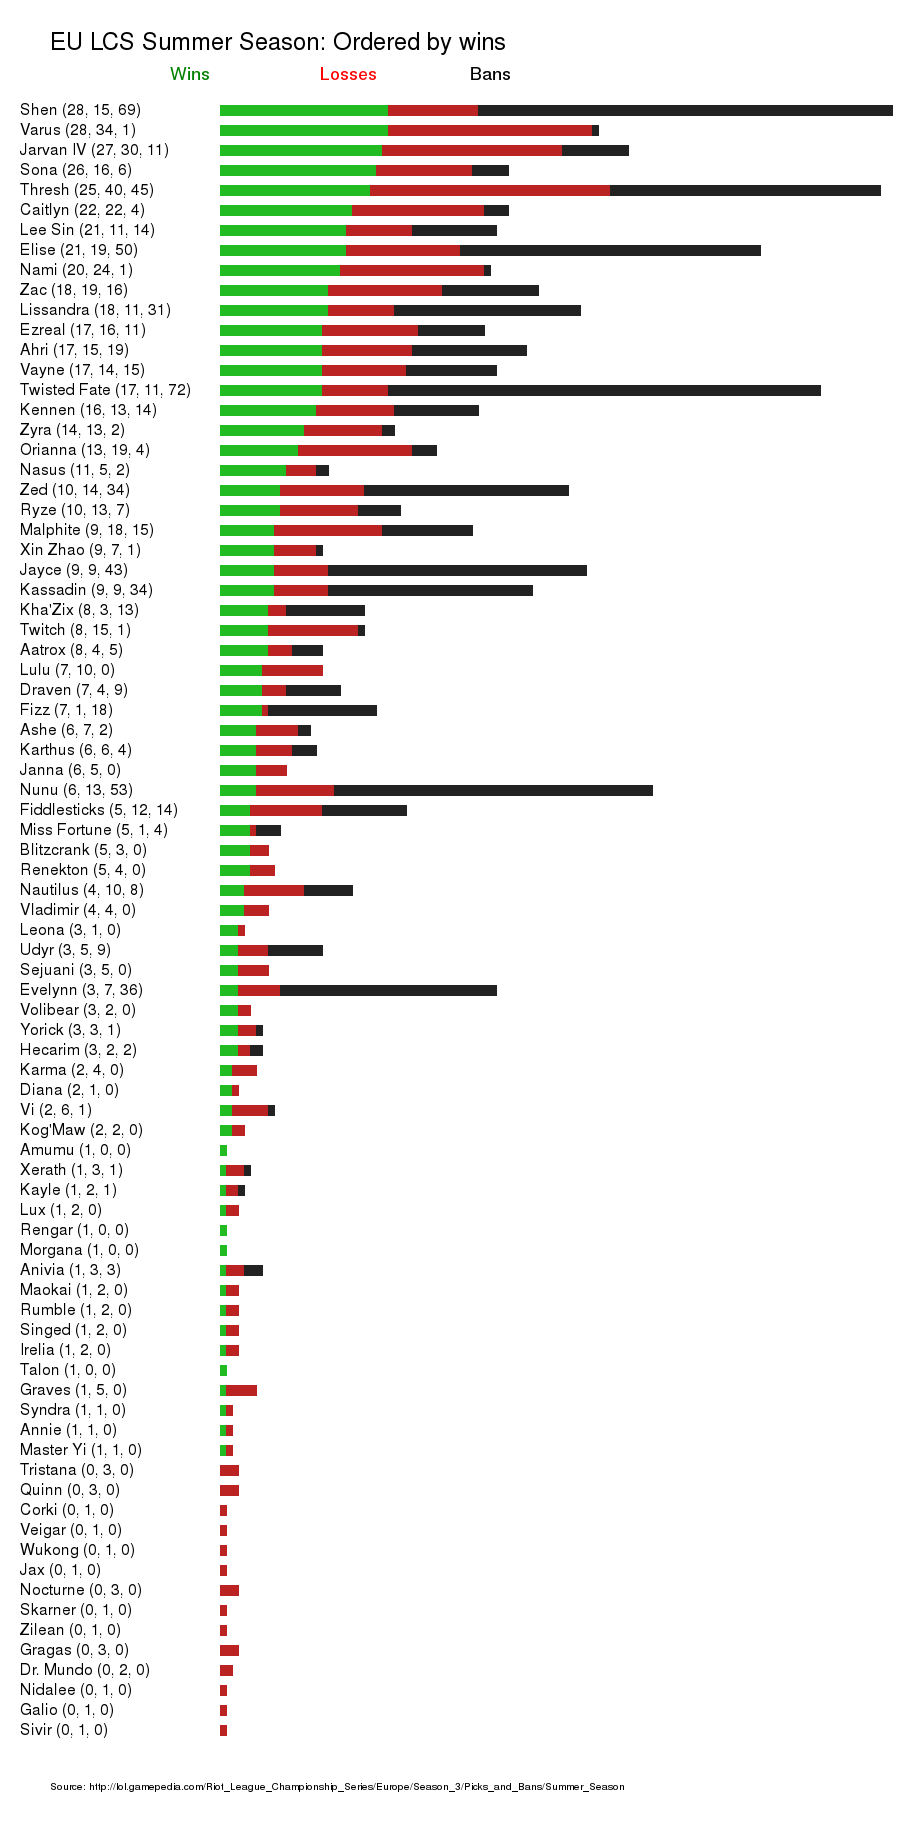 EU LCS Summer Season: Ordered by wins
Wins Losses Bans
Shen (28, 15, 69)
Varus (28, 34, 1)
Jarvan IV (27, 30, 11)
Sona (26, 16, 6)
Thresh (25, 40, 45)
Caitlyn (22, 22, 4)
Lee Sin (21, 11, 14)
Elise (21, 19, 50)
Nami (20, 24, 1)
Zac (18, 19, 16)
Lissandra (18, 11, 31)
Ezreal (17, 16, 11)
Ahri (17, 15, 19)
Vayne (17, 14, 15)
Twisted Fate (17, 11, 72)
Kennen (16, 13, 14)
Zyra (14, 13, 2)
Orianna (13, 19, 4)
Nasus (11, 5, 2)
Zed (10, 14, 34)
Ryze (10, 13, 7)
Malphite (9, 18, 15)
Xin Zhao (9, 7, 1)
Jayce (9, 9, 43)
Kassadin (9, 9, 34)
Kha'Zix (8, 3, 13)
Twitch (8, 15, 1)
Aatrox (8, 4, 5)
Lulu (7, 10, 0)
Draven (7, 4, 9)
Fizz (7, 1, 18)
Ashe (6, 7, 2)
Karthus (6, 6, 4)
Janna (6, 5, 0)
Nunu (6, 13, 53)
Fiddlesticks (5, 12, 14)
Miss Fortune (5, 1, 4)
Blitzcrank (5, 3, 0)
Renekton (5, 4, 0)
Nautilus (4, 10, 8)
Vladimir (4, 4, 0)
Leona (3, 1, 0)
Udyr (3, 5, 9)
Sejuani (3, 5, 0)
Evelynn (3, 7, 36)
Volibear (3, 2, 0)
Yorick (3, 3, 1)
Hecarim (3, 2, 2)
Karma (2, 4, 0)
Diana (2, 1, 0)
Vi (2, 6, 1)
Kog'Maw (2, 2, 0)
Amumu (1, 0, 0)
Xerath (1, 3, 1)
Kayle (1, 2, 1)
Lux (1, 2, 0)
Rengar (1, 0, 0)
Morgana (1, 0, 0)
Anivia (1, 3, 3)
Maokai (1, 2, 0)
Rumble (1, 2, 0)
Singed (1, 2, 0)
Irelia (1, 2, 0)
Talon (1, 0, 0)
Graves (1, 5, 0)
Syndra (1, 1, 0)
Annie (1, 1, 0)
Master Yi (1, 1, 0)
Tristana (0, 3, 0)
Quinn (0, 3, 0)
Corki (0, 1, 0)
Veigar (0, 1, 0)
Wukong (0, 1, 0)
Jax (0, 1, 0)
Nocturne (0, 3, 0)
Skarner (0, 1, 0)
Zilean (0, 1, 0)
Gragas (0, 3, 0)
Dr. Mundo (0, 2, 0)
Nidalee (0, 1, 0)
Galio (0, 1, 0)
Sivir (0, 1, 0)
Source: http://lol.gamepedia.com/Riot_League_Championship_Series/Europe/Season_3/Picks_and_Bans/Summer_Season